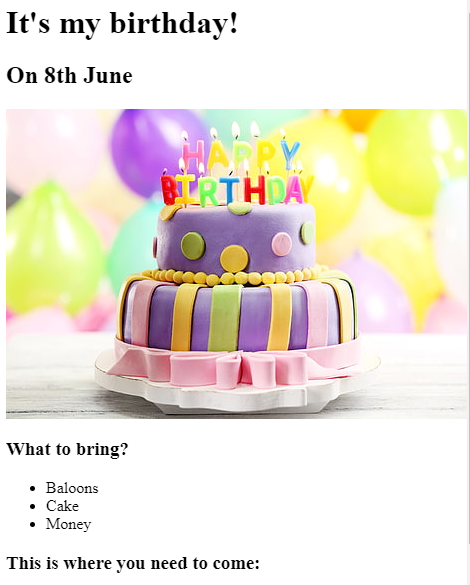 It's my birthday!
On 8th June
HAPPY
BIRTHDAY
What to bring?
Baloons
Cake
Money
This is where you need to come: